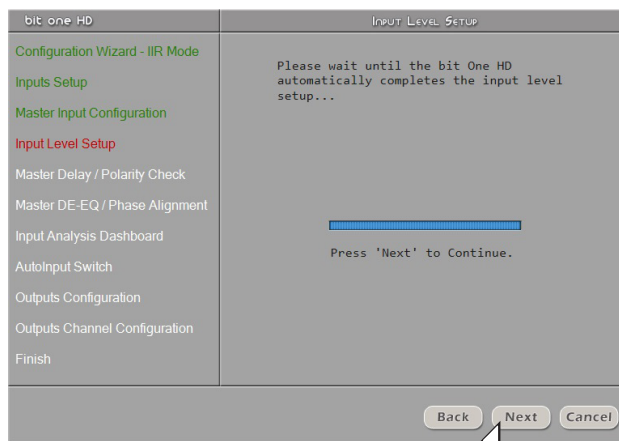 bit one HD
Input Level Setup
Configuration Wizard - IIR Mode
Inputs Setup
Master Input Configuration
Input Level Setup
Master Delay / Polarity Check
Master DE-EQ / Phase Alignment
Input Analysis Dashboard
AutoInput Switch
Outputs Configuration
Outputs Channel Configuration
Finish
Please wait until the bit One HD
automatically completes the input level
setup...
Press 'Next' to Continue.
Back Next Cancel